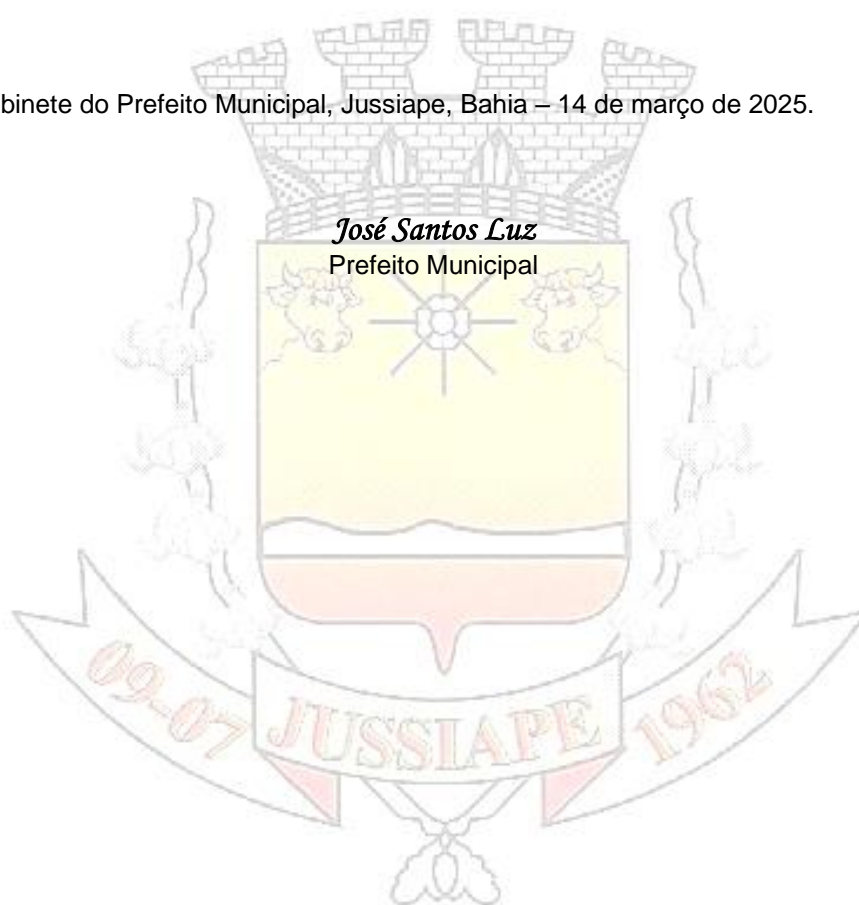 binete do Prefeito Municipal, Jussiape, Bahia – 14 de março de 2025.
José Santos Luz
Prefeito Municipal
09-07 JUSSIAPE 1962